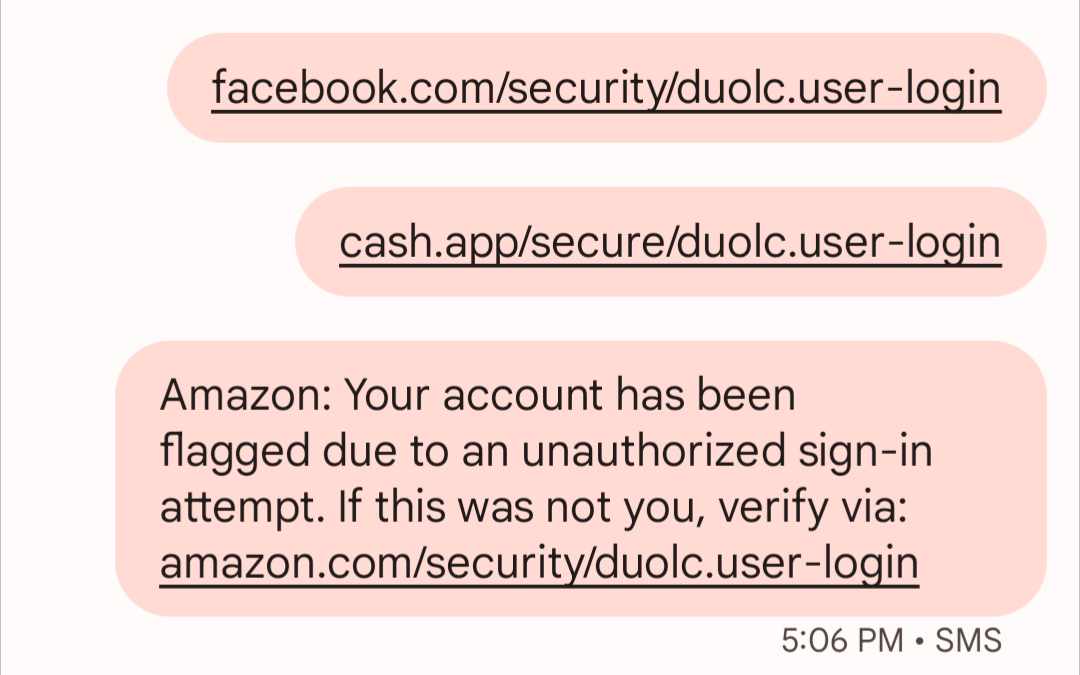 facebook.com/security/duolc.user-login
cash.app/secure/duolc.user-login
Amazon: Your account has been
flagged due to an unauthorized sign-in
attempt. If this was not you, verify via:
amazon.com/security/duolc.user-login
5:06 PM • SMS